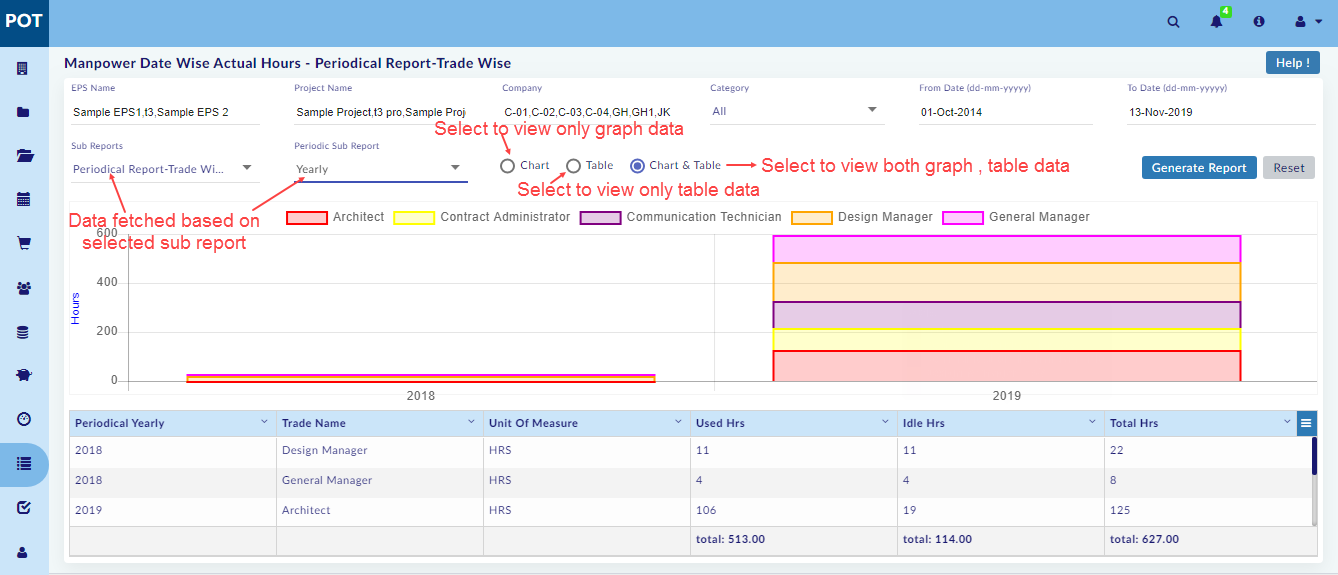 POT
4
Manpower Date Wise Actual Hours - Periodical Report-Trade Wise
Help !
EPS Name
Project Name
Company
Category
From Date (dd-mm-yyyyy)
To Date (dd-mm-yyyyy)
Sample EPS1,t3,Sample EPS 2
Sample Project,t3 pro,Sample Proj
C-01,C-02,C-03,C-04,GH,GH1,JK
All
01-Oct-2014
13-Nov-2019
Select to view only graph data
Sub Reports
Periodic Sub Report
Periodical Report-Trade Wi...
Yearly
Chart
Table
Chart & Table
Select to view both graph , table data
Generate Report
Reset
Select to view only table data
Data fetched based on
selected sub report
Architect
Contract Administrator
Communication Technician
Design Manager
General Manager
600
400
200
0
Hours
2018
2019
Periodical Yearly
Trade Name
Unit Of Measure
Used Hrs
Idle Hrs
Total Hrs
2018
Design Manager
HRS
11
11
22
2018
General Manager
HRS
4
4
8
2019
Architect
HRS
106
19
125
total: 513.00
total: 114.00
total: 627.00